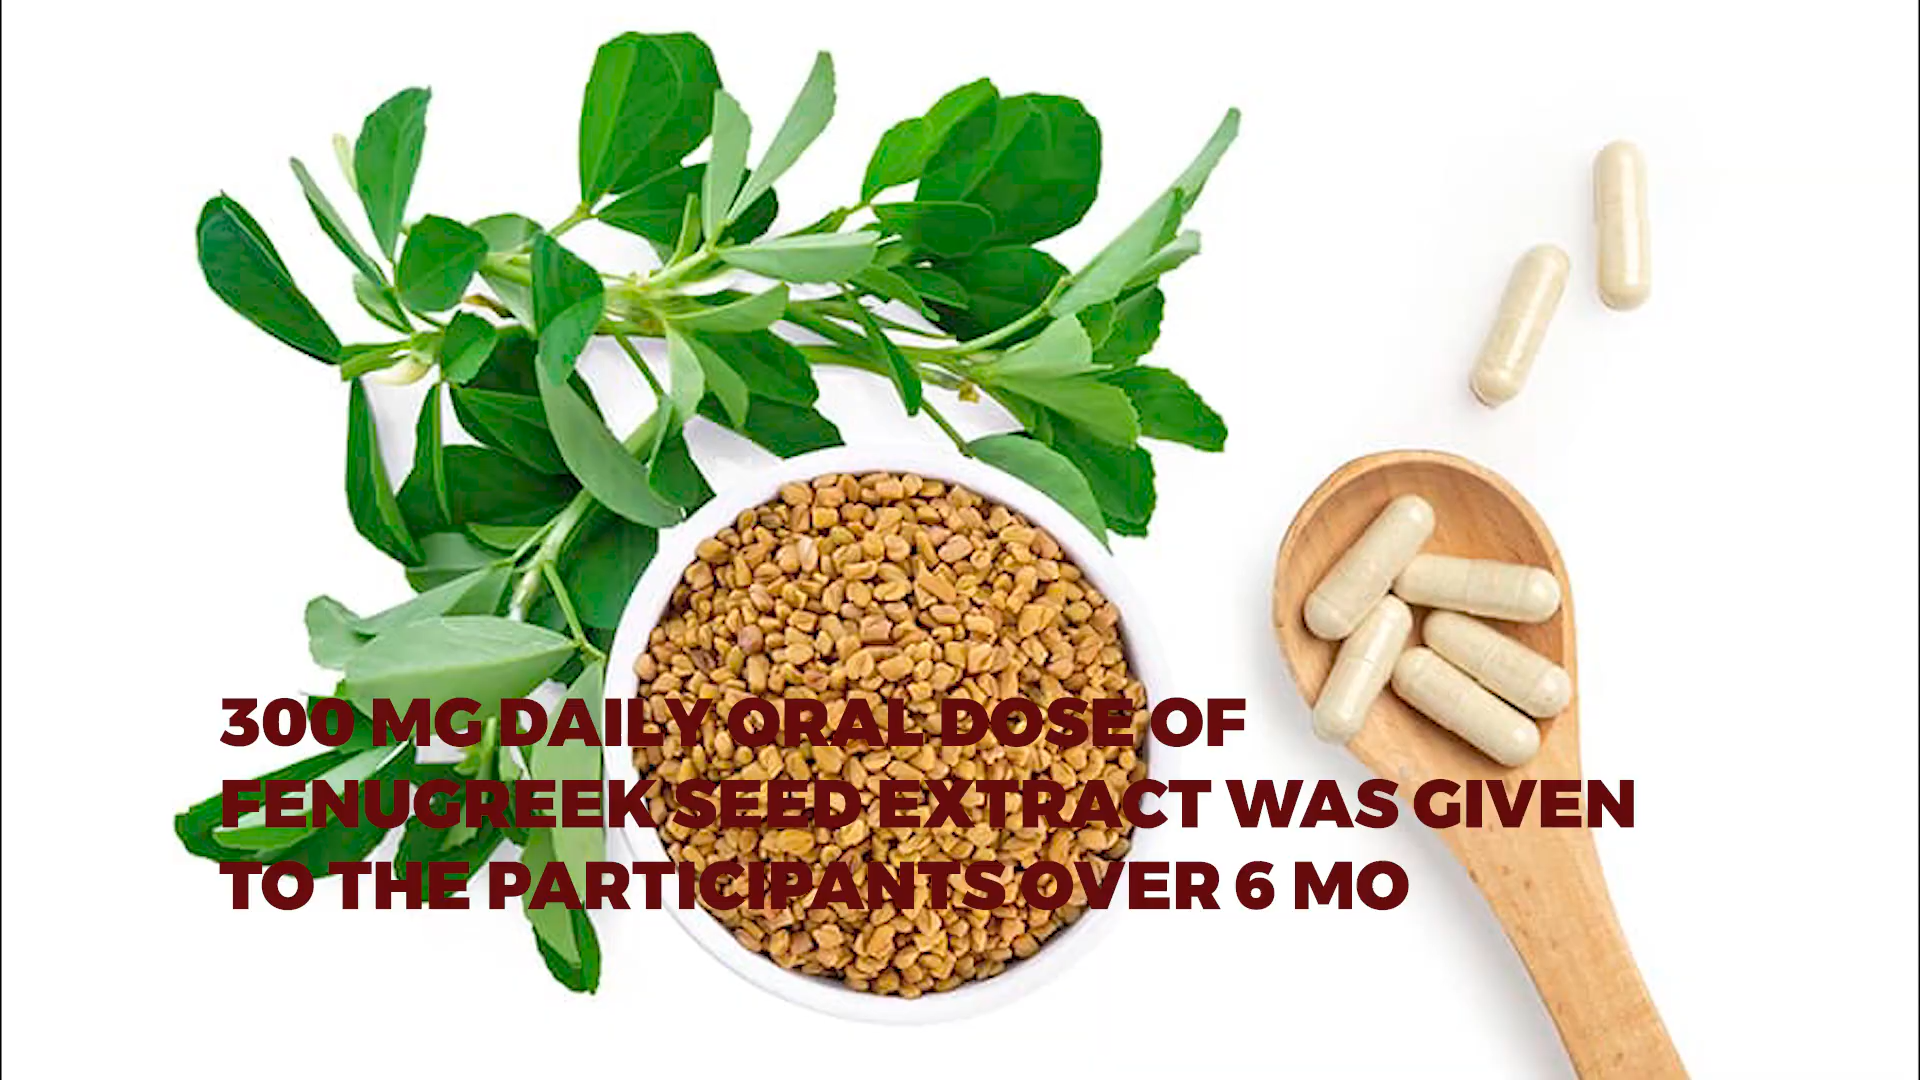 300 MG DAILY ORAL DOSE OF
FENUGREEK SEED EXTRACT WAS GIVEN
TO THE PARTICIPANTS OVER 6 MO